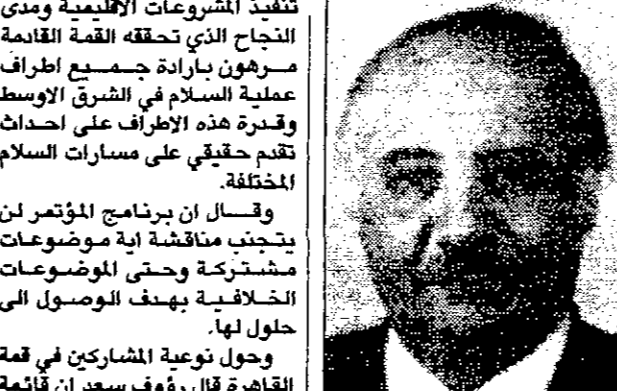 تنفيذ المشروعات الاقليمية ومدى
النجاح الذي تحققه القمة القادمة
مرهون بارادة جميع اطراف
عملية السلام في الشرق الاوسط
وقدرة هذه الاطراف على احداث
تقدم حقيقي على مسارات السلام
المختلفة.
وقال ان برنامج المؤتمر لن
يتجنب مناقشة اية موضوعات
مشتركة وحتى الموضوعات
الخلافية بهدف الوصول الى
حلول لها.
وحول نوعية المشاركين في قمة
القاهرة قال رؤوف سعد ان قائمة